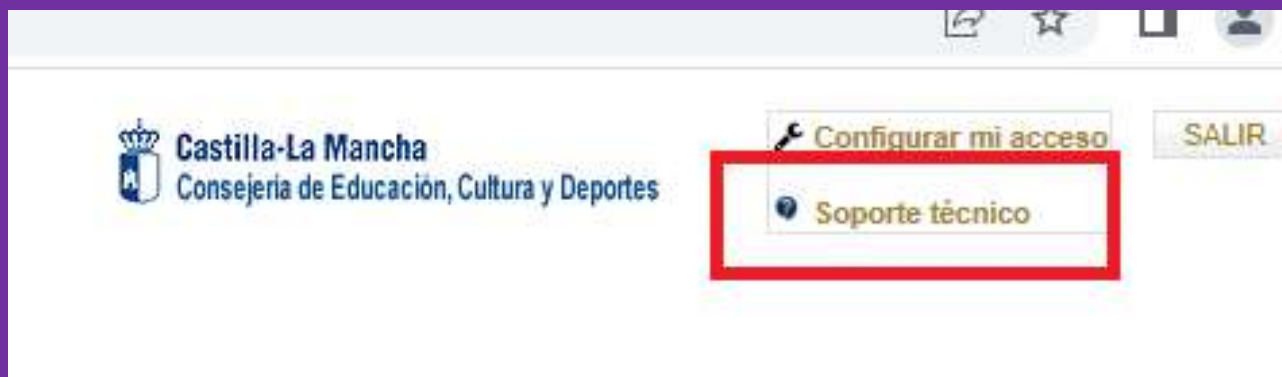 Castilla-La Mancha
Consejería de Educación, Cultura y Deportes
Configurar mi acceso
SALIR
Soporte técnico